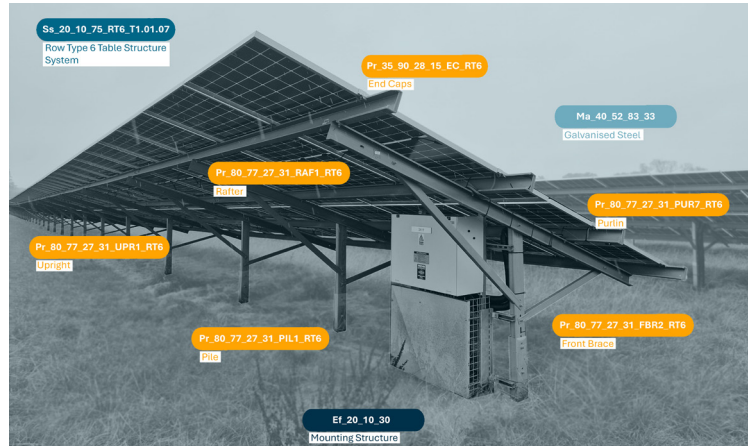 Ss_20_10_75_RT6_T1.01.07
Row Type 6 Table Structure
System
Pr_35_90_28_15_EC_RT6
End Caps
Ma_40_52_83_33
Galvanised Steel
Pr_80_77_27_31_RAF1_RT6
Rafter
Pr_80_77_27_31_PUR7_RT6
Purlin
Pr_80_77_27_31_UPR1_RT6
Upright
Pr_80_77_27_31_PIL1_RT6
Pile
Pr_80_77_27_31_FBR2_RT6
Front Brace
Ef_20_10_30
Mounting Structure